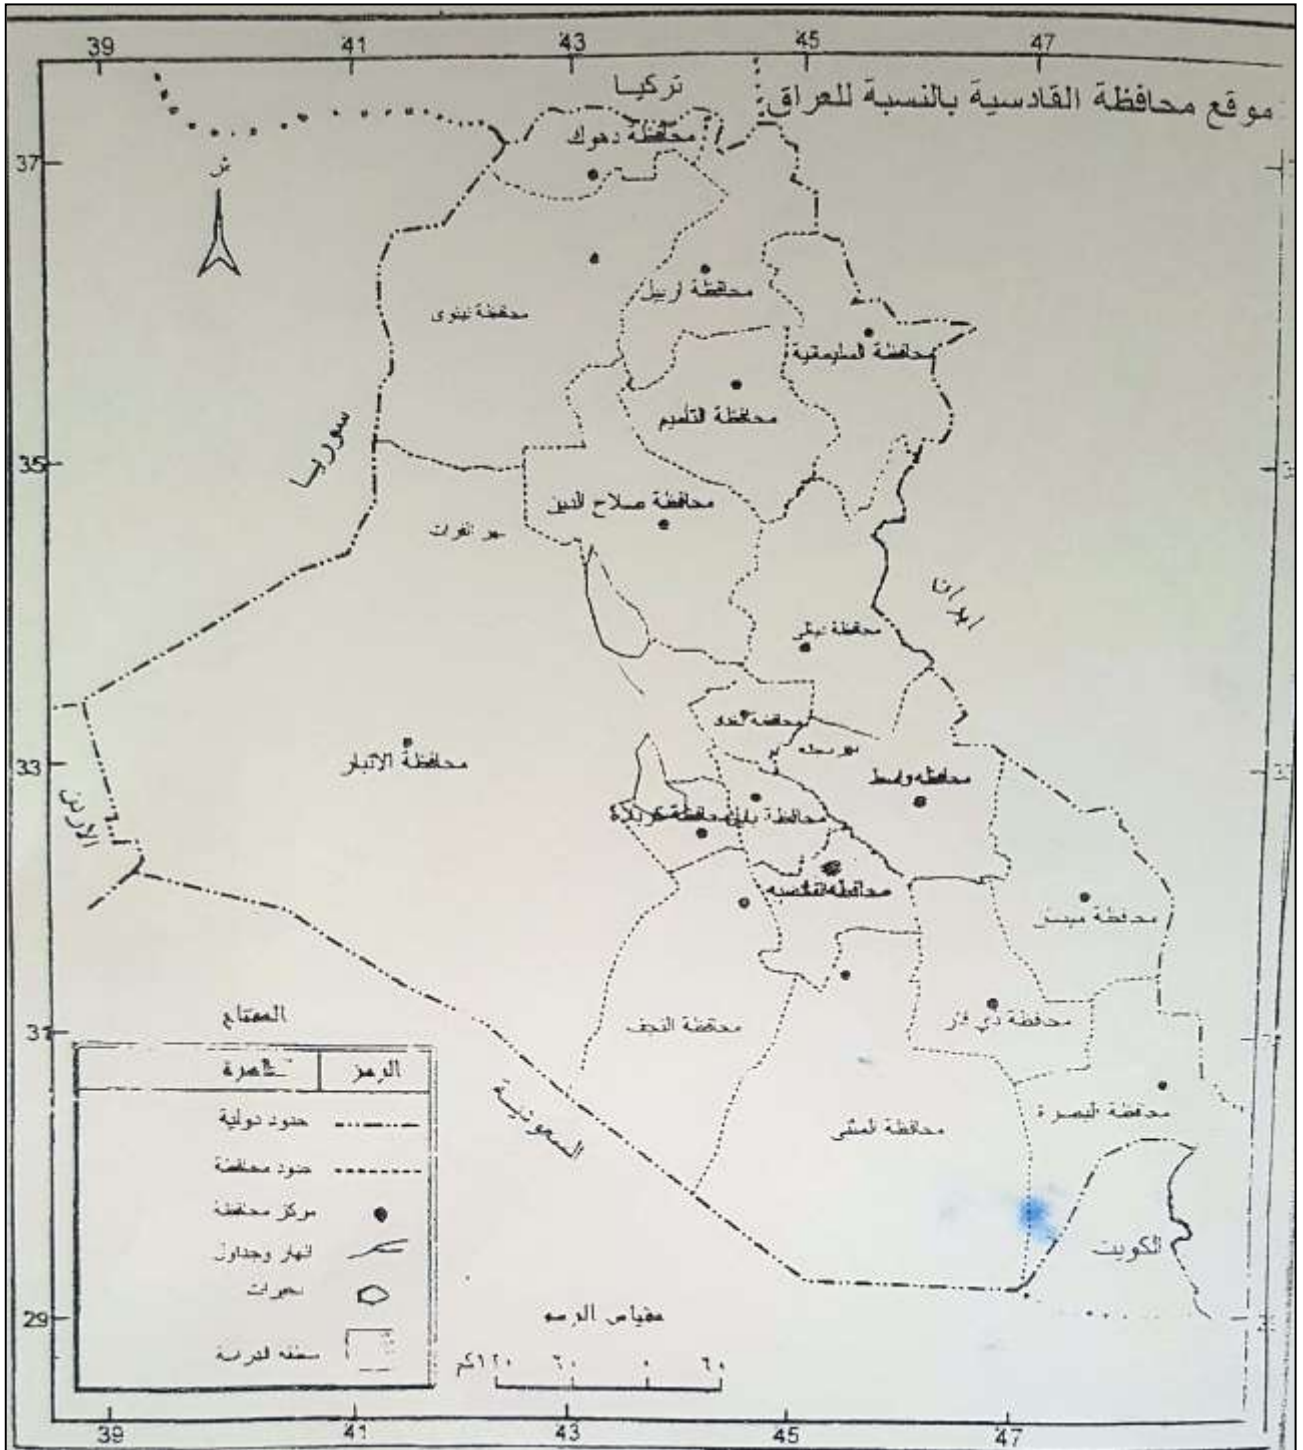 39 41 43 45 47
موقع محافظة القادسية بالنسبة للعراق
تركيا
محافظة دهوك
37
ش
محافظة اربيل
محافظة نينوى
محافظة السليمانية
محافظة التأميم
سوريا
35
محافظة صلاح الدين
نهر الفرات
ايران
محافظة ديالى
محافظة بغداد
نهر دجلة
33
محافظة الانبار
محافظة واسط
الاردن
محافظة كربلاء
محافظة بابل
محافظة القادسية
محافظة ميسان
31
محافظة النجف
محافظة ذي قار
محافظة المثنى
محافظة البصرة
السعودية
الكويت
المفتاح
الرمز
حدود دولية
حدود محافظة
مركز محافظة
انهار وجداول
بحيرات
منطقة الدراسة
29
مقياس الرسم
١٢٠كم ٦٠ ٠ ٦٠
39 41 43 45 47